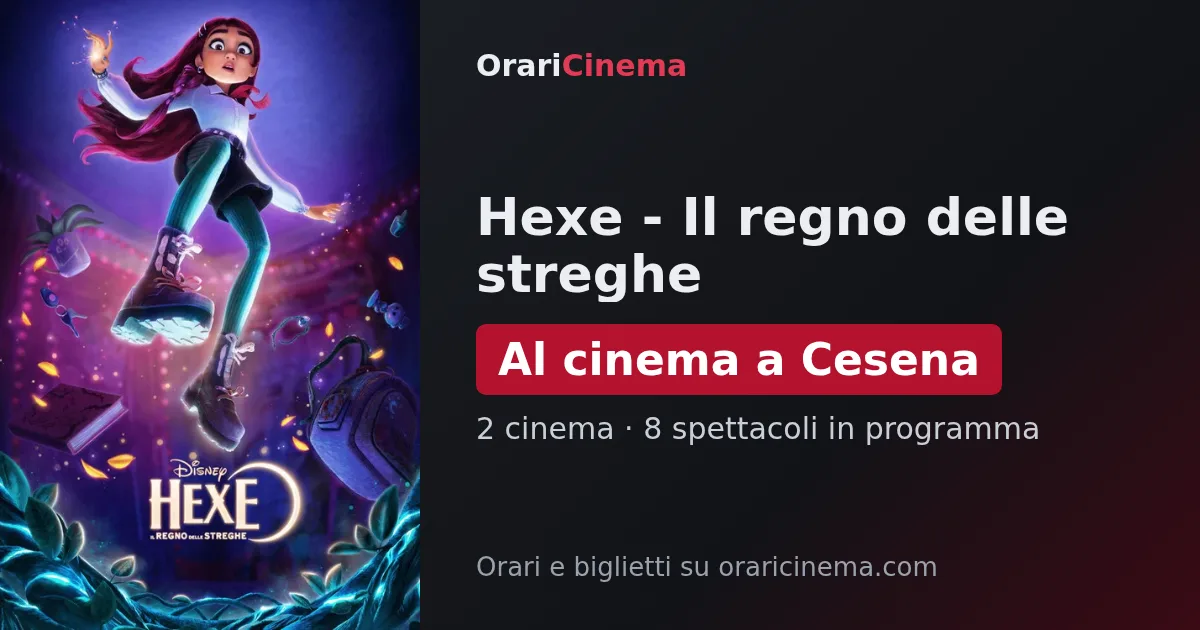 OrariCinema
Hexe - Il regno delle
streghe
Al cinema a Cesena
2 cinema · 8 spettacoli in programma
Orari e biglietti su oraricinema.com
DISNEY
HEXE
IL REGNO DELLE STREGHE